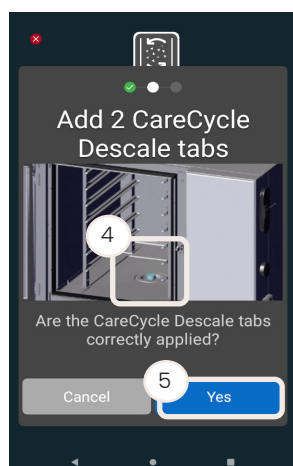 Add 2 CareCycle
Descale tabs
4
Are the CareCycle Descale tabs
correctly applied?
5
Cancel
Yes